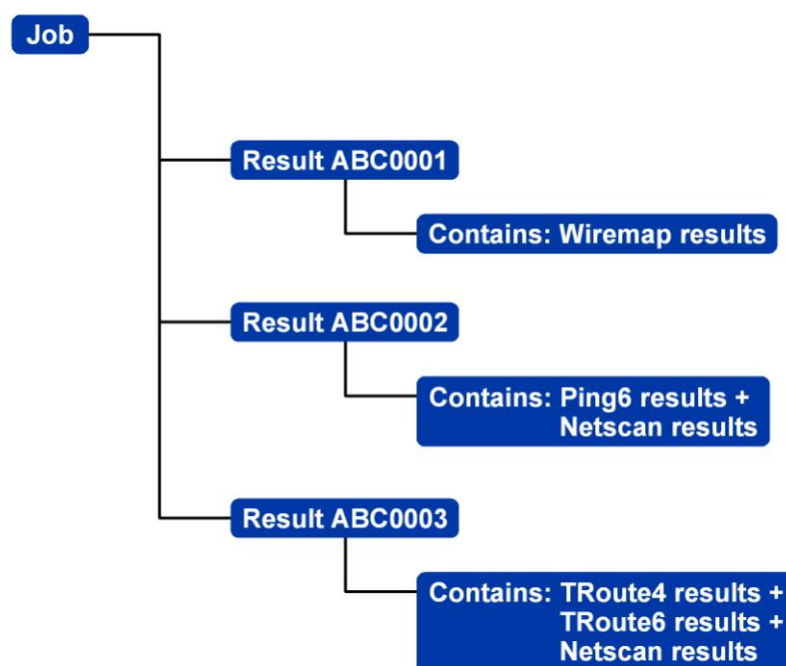 Job
Result ABC0001
Contains: Wiremap results
Result ABC0002
Contains: Ping6 results +
Netscan results
Result ABC0003
Contains: TRoute4 results +
TRoute6 results +
Netscan results